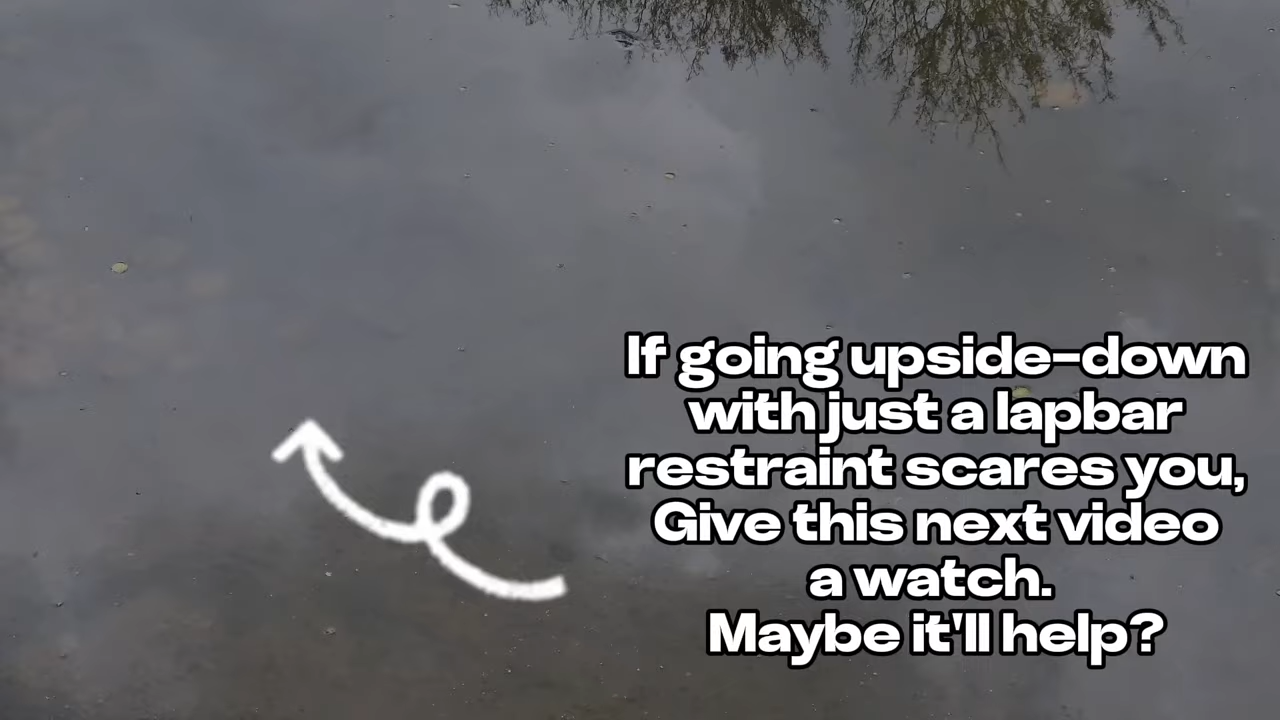 If going upside-down
with just a lapbar
restraint scares you,
Give this next video
a watch.
Maybe it'll help?